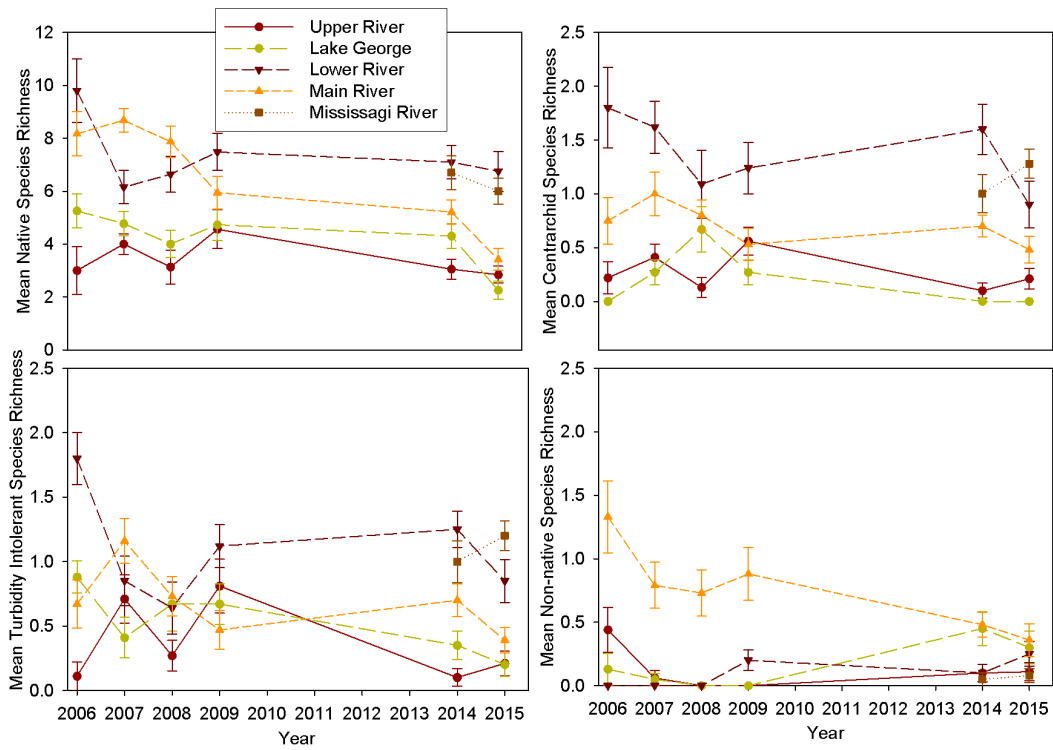 Upper River
Lake George
Lower River
Main River
Mississagi River
Mean Native Species Richness
12
10
8
6
4
2
0
Mean Centrarchid Species Richness
2.5
2.0
1.5
1.0
0.5
0.0
Mean Turbidity Intolerant Species Richness
2.5
2.0
1.5
1.0
0.5
0.0
2006 2007 2008 2009 2010 2011 2012 2013 2014 2015
Year
Mean Non-native Species Richness
2.5
2.0
1.5
1.0
0.5
0.0
2006 2007 2008 2009 2010 2011 2012 2013 2014 2015
Year